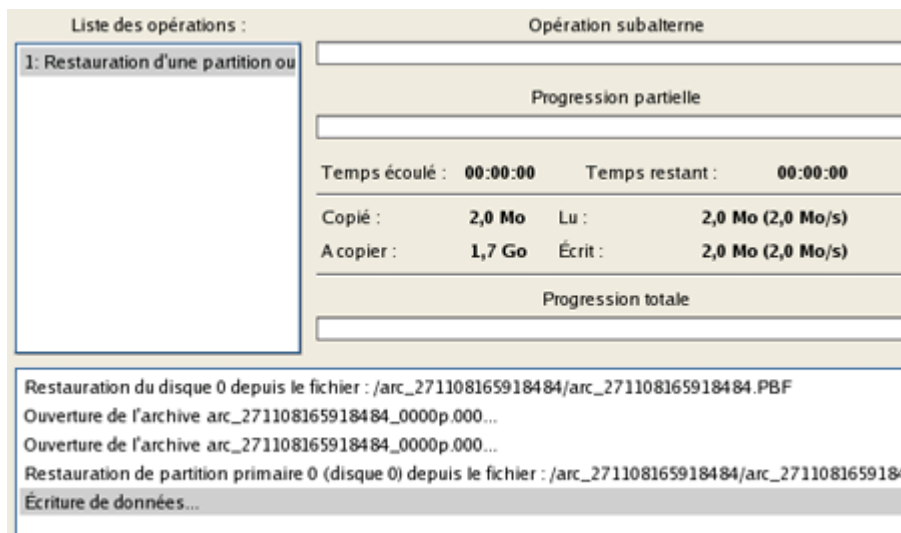 Liste des opérations :
Opération subalterne
1: Restauration d'une partition ou
Progression partielle
Temps écoulé : 00:00:00 Temps restant : 00:00:00
Copié : 2,0 Mo Lu : 2,0 Mo (2,0 Mo/s)
A copier : 1,7 Go Écrit : 2,0 Mo (2,0 Mo/s)
Progression totale
Restauration du disque 0 depuis le fichier : /arc_271108165918484/arc_271108165918484.PBF
Ouverture de l'archive arc_271108165918484_0000p.000...
Ouverture de l'archive arc_271108165918484_0000p.000...
Restauration de partition primaire 0 (disque 0) depuis le fichier : /arc_271108165918484/arc_27110816591848
Écriture de données...